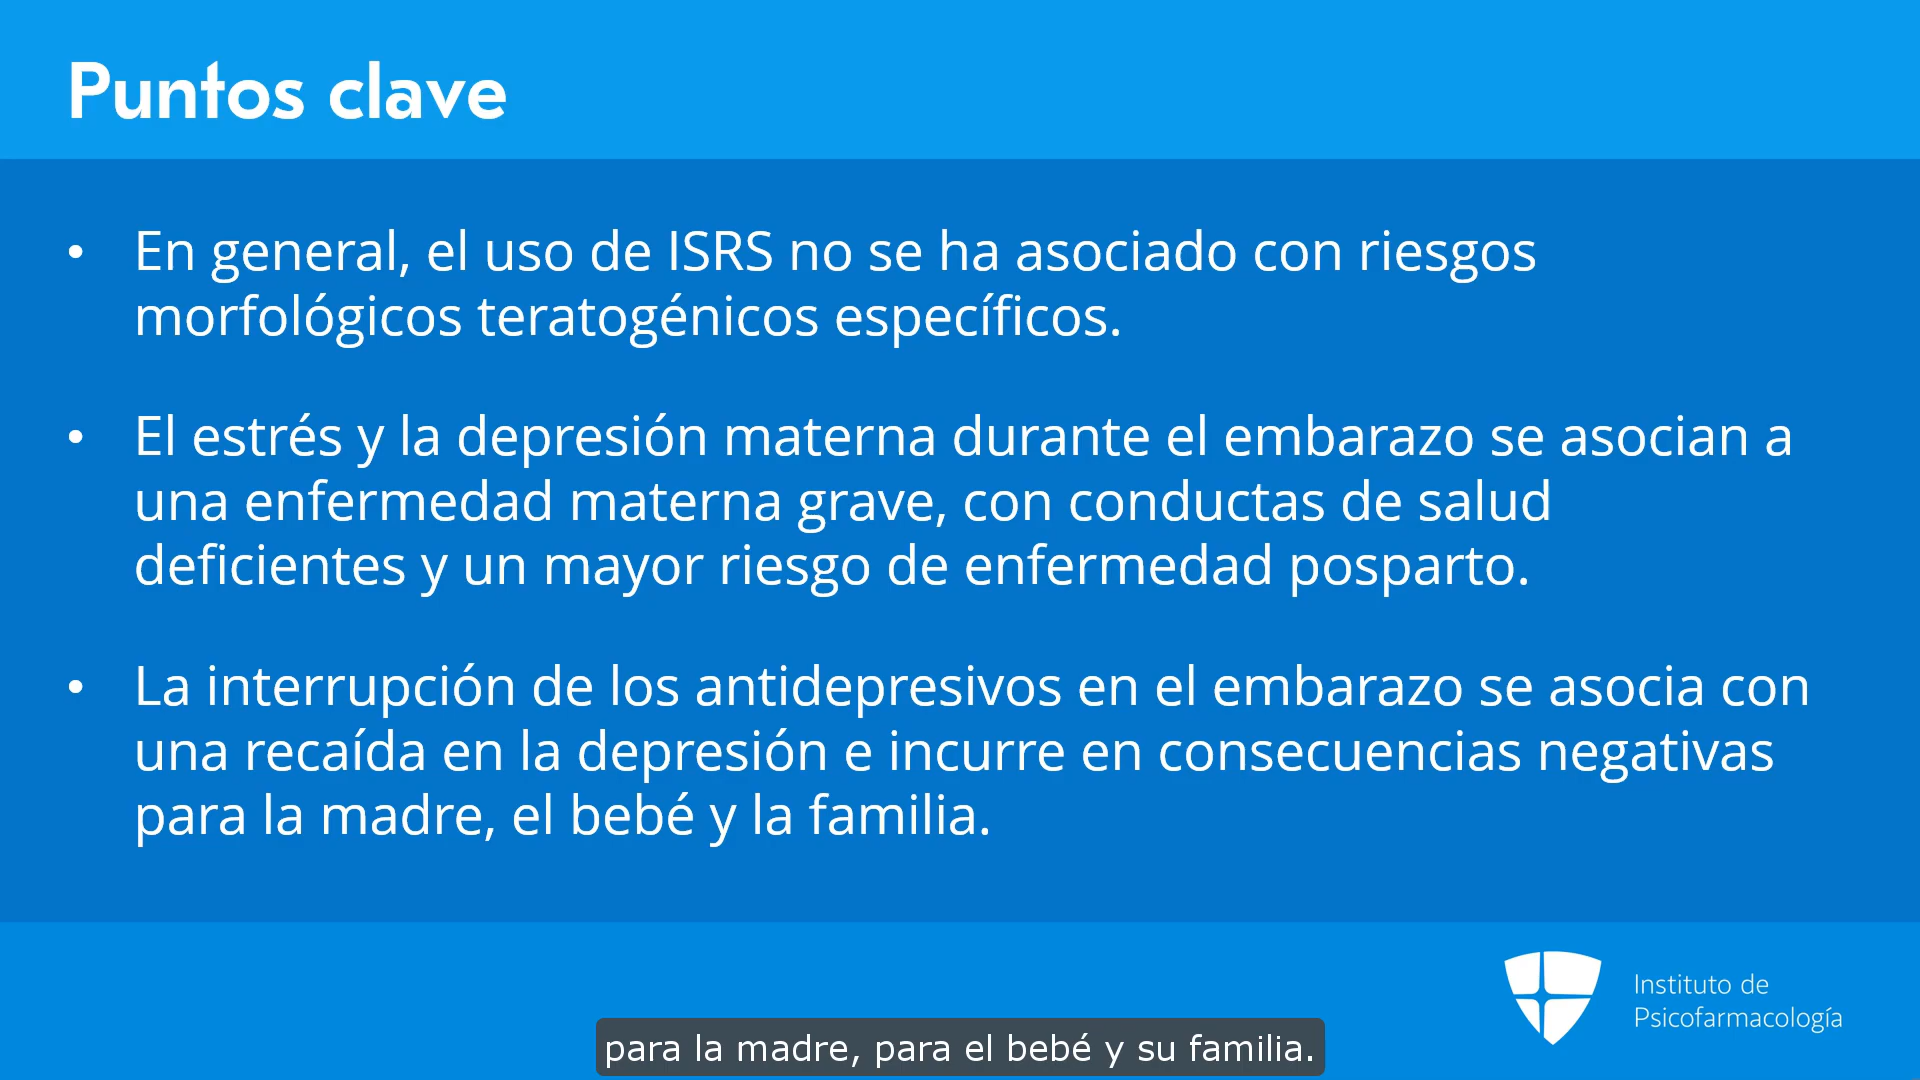 Puntos clave
• En general, el uso de ISRS no se ha asociado con riesgos
morfológicos teratogénicos específicos.
• El estrés y la depresión materna durante el embarazo se asocian a
una enfermedad materna grave, con conductas de salud
deficientes y un mayor riesgo de enfermedad posparto.
• La interrupción de los antidepresivos en el embarazo se asocia con
una recaída en la depresión e incurre en consecuencias negativas
para la madre, el bebé y la familia.
Instituto de
Psicofarmacología
para la madre, para el bebé y su familia.